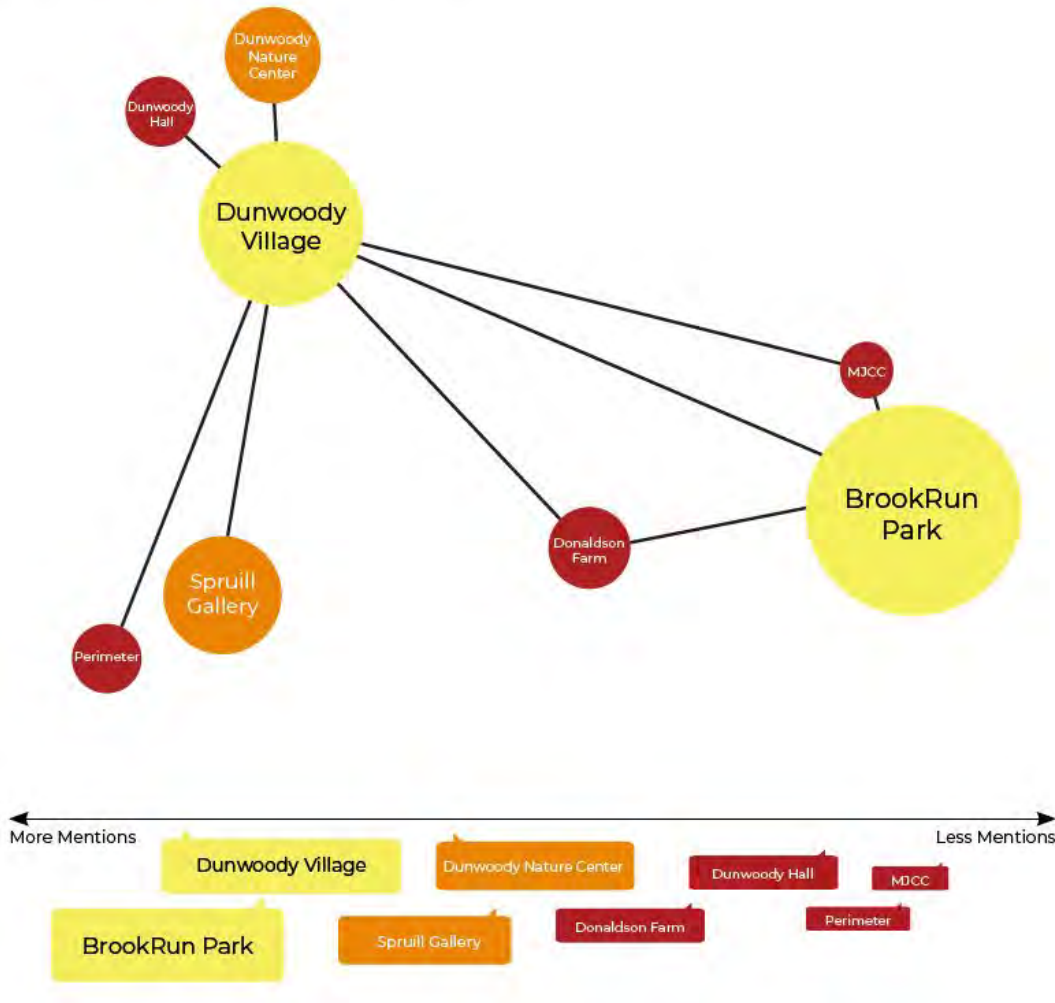 Dunwoody
Nature
Center
Dunwoody
Hall
Dunwoody
Village
MJCC
BrookRun
Park
Donaldson
Farm
Spruill
Gallery
Perimeter
More Mentions
Less Mentions
Dunwoody Village
Dunwoody Nature Center
Dunwoody Hall
MJCC
BrookRun Park
Spruill Gallery
Donaldson Farm
Perimeter